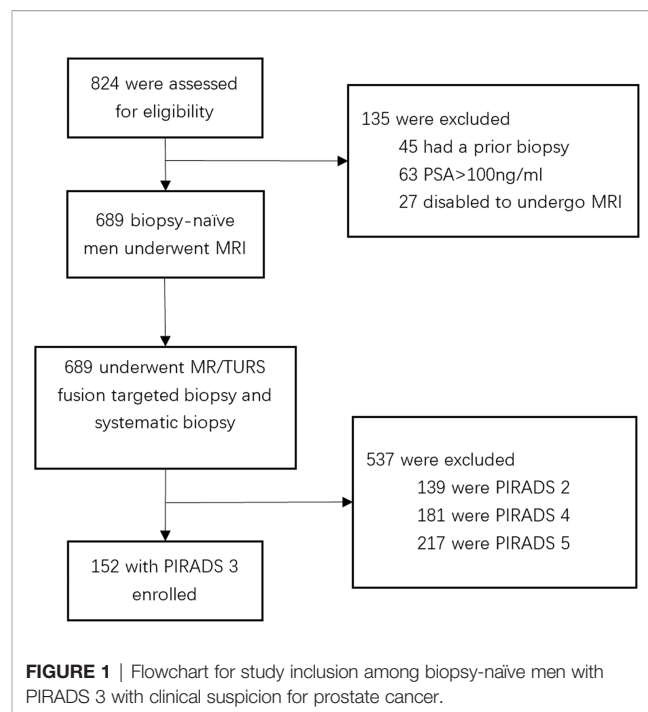 824 were assessed
for eligibility
135 were excluded
45 had a prior biopsy
63 PSA>100ng/ml
27 disabled to undergo MRI
689 biopsy-naïve
men underwent MRI
689 underwent MR/TURS
fusion targeted biopsy and
systematic biopsy
537 were excluded
139 were PIRADS 2
181 were PIRADS 4
217 were PIRADS 5
152 with PIRADS 3
enrolled
FIGURE 1 | Flowchart for study inclusion among biopsy-naïve men with
PIRADS 3 with clinical suspicion for prostate cancer.